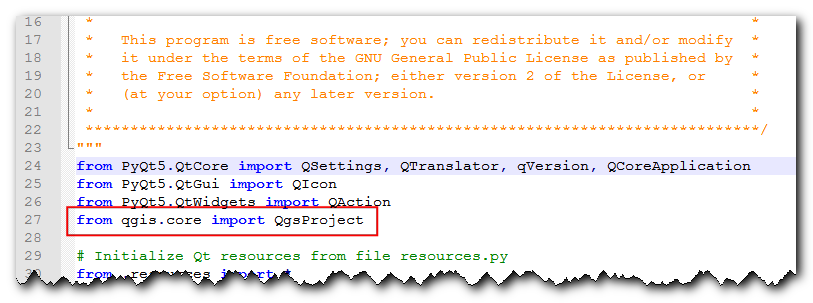 16 * *
17 * This program is free software; you can redistribute it and/or modify *
18 * it under the terms of the GNU General Public License as published by *
19 * the Free Software Foundation; either version 2 of the License, or *
20 * (at your option) any later version. *
21 * *
22 ***************************************************************************/
23 """
24 from PyQt5.QtCore import QSettings, QTranslator, qVersion, QCoreApplication
25 from PyQt5.QtGui import QIcon
26 from PyQt5.QtWidgets import QAction
27 from qgis.core import QgsProject
28
29 # Initialize Qt resources from file resources.py
from .resources import *